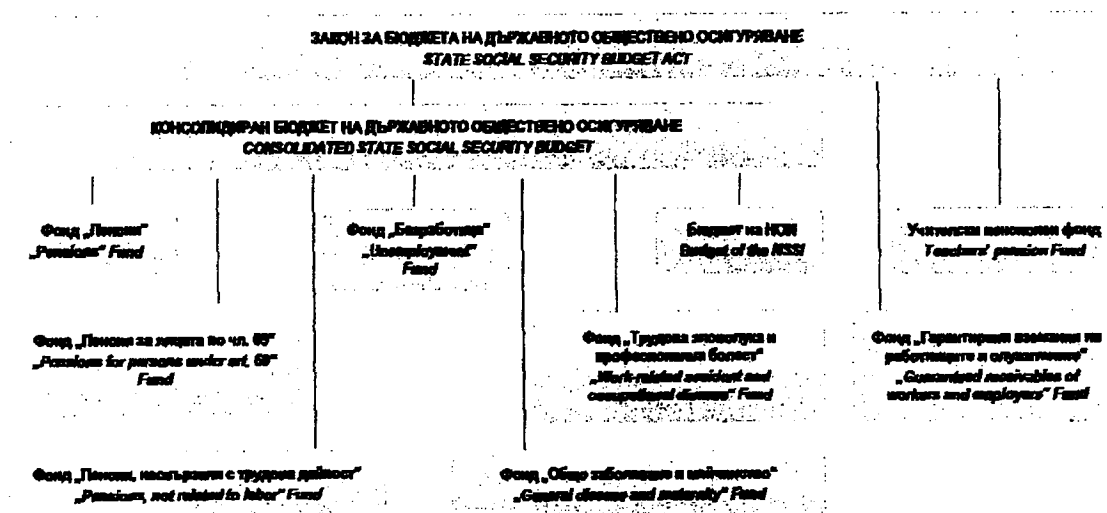 ЗАКОН ЗА БЮДЖЕТА НА ДЪРЖАВНОТО ОБЩЕСТВЕНО ОСИГУРЯВАНЕ
STATE SOCIAL SECURITY BUDGET ACT
КОНСОЛИДИРАН БЮДЖЕТ НА ДЪРЖАВНОТО ОБЩЕСТВЕНО ОСИГУРЯВАНЕ
CONSOLIDATED STATE SOCIAL SECURITY BUDGET
Фонд „Пенсии“
„Pensions“ Fund
Фонд „Безработица“
„Unemployment“
Fund
Бюджет на НОИ
Budget of the NSSI
Учителски пенсионен фонд
Teachers' pension Fund
Фонд „Пенсии за лицата по чл. 69“
„Pensions for persons under art. 69“
Fund
Фонд „Трудова злополука и
професионална болест“
„Work-related accident and
occupational disease“ Fund
Фонд „Гарантирани вземания на
работниците и служителите“
„Guaranteed receivables of
workers and employers“ Fund
Фонд „Пенсии, несвързани с трудова дейност“
„Pensions, not related to labor“ Fund
Фонд „Общо заболяване и майчинство“
„General disease and maternity“ Fund